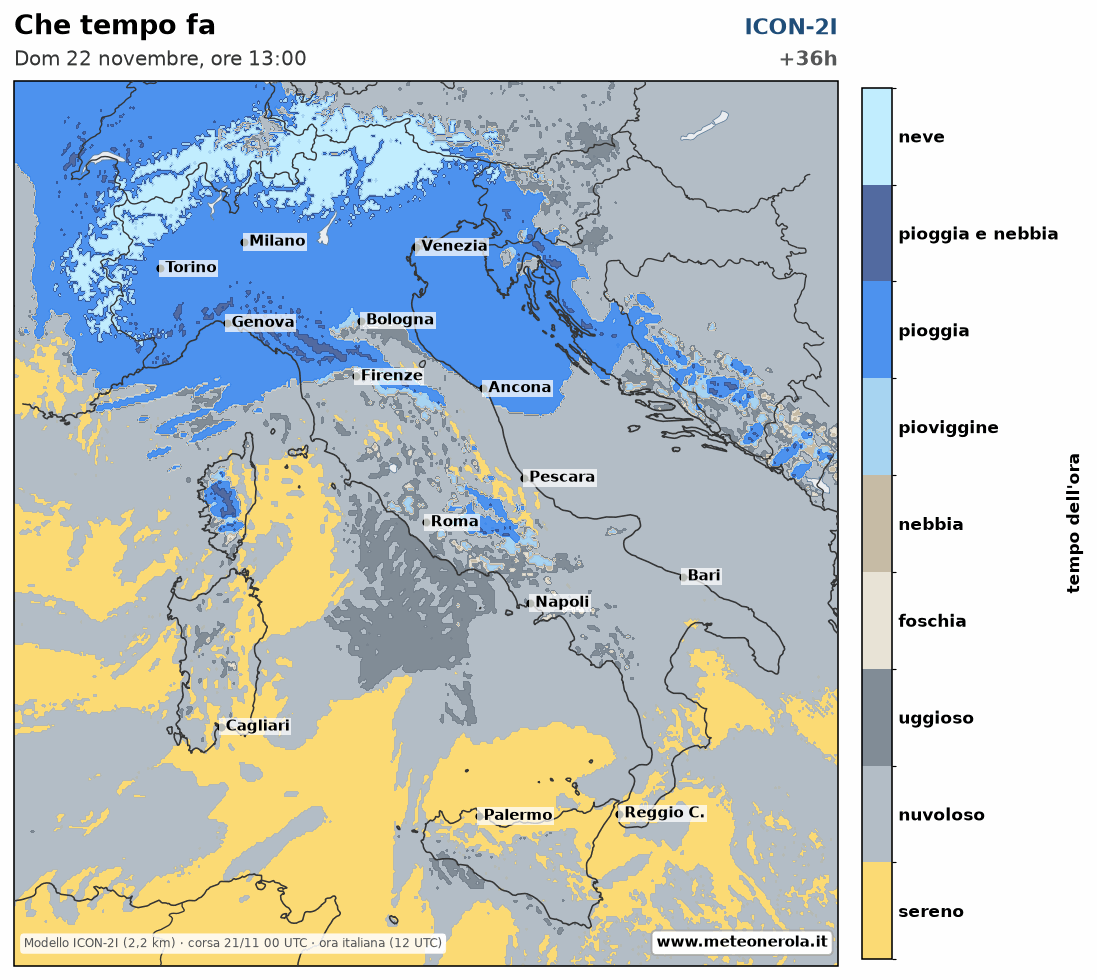 Che tempo fa
ICON-2I
Dom 22 novembre, ore 13:00
+36h
neve
pioggia e nebbia
pioggia
pioviggine
nebbia
foschia
uggioso
nuvoloso
sereno
tempo dell'ora
Milano
Venezia
Torino
Genova
Bologna
Firenze
Ancona
Pescara
Roma
Bari
Napoli
Cagliari
Palermo
Reggio C.
Modello ICON-2I (2,2 km) · corsa 21/11 00 UTC · ora italiana (12 UTC)
www.meteonerola.it